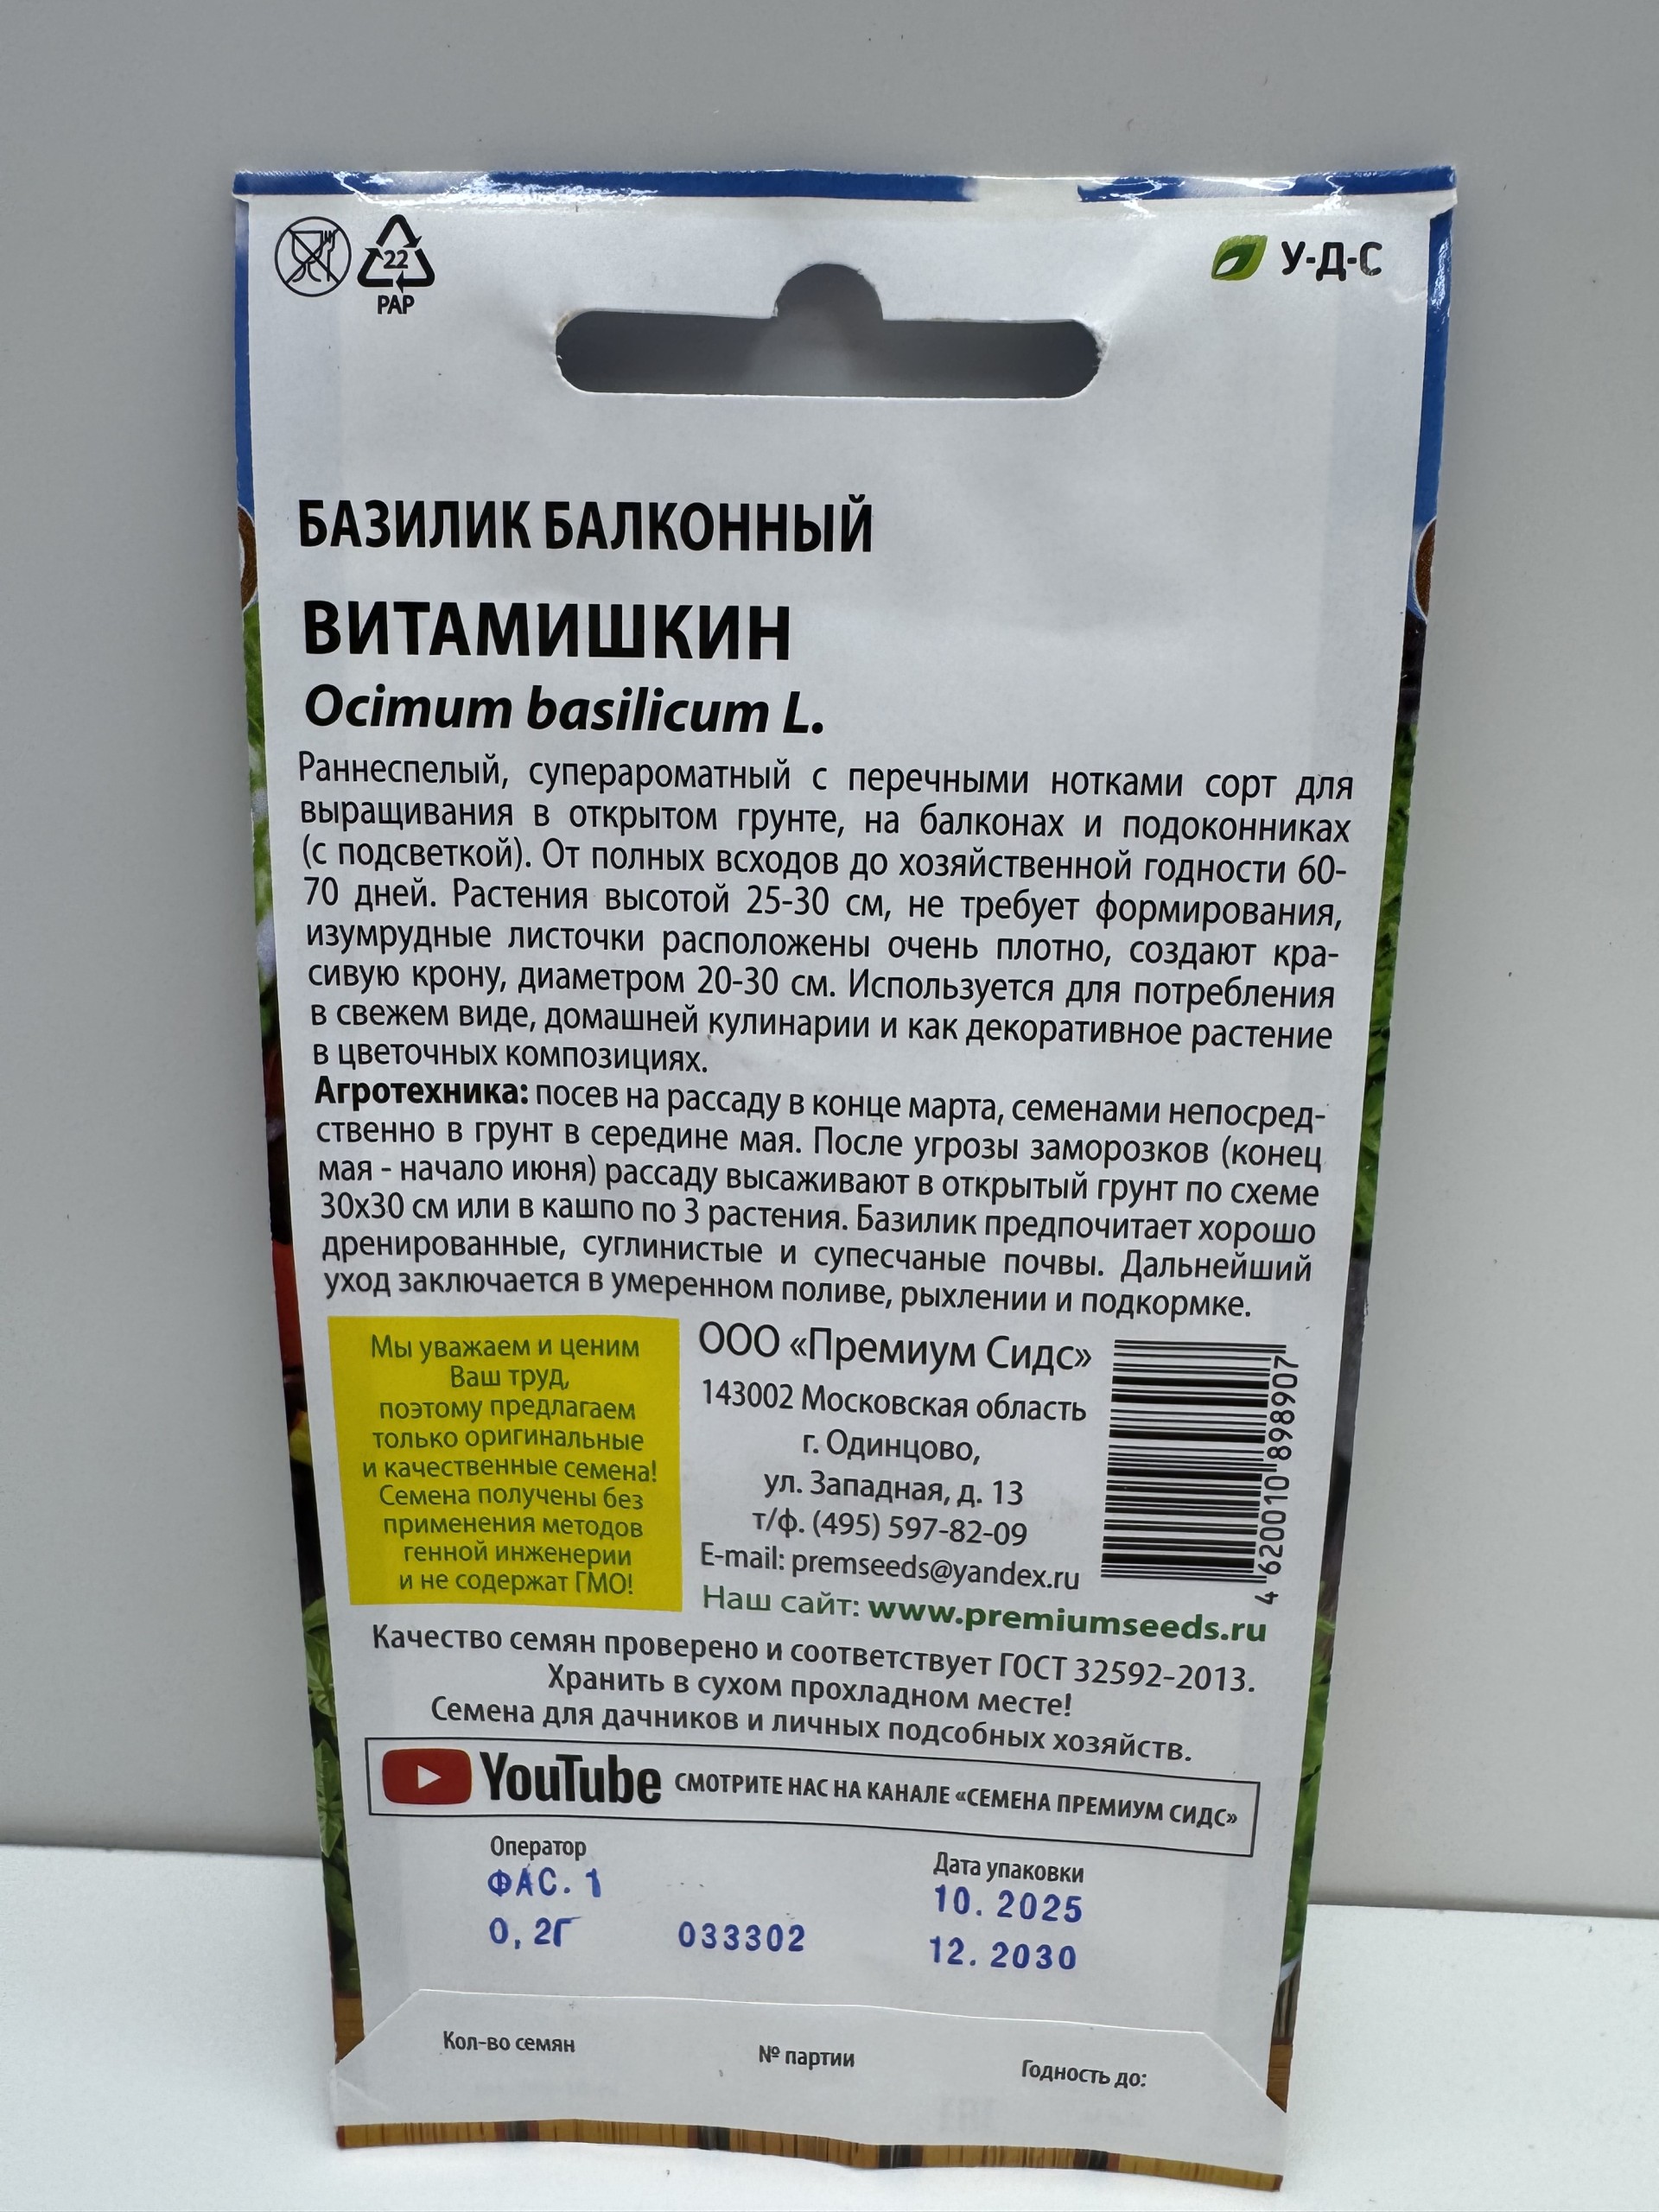 22
PAP
У-Д-С
БАЗИЛИК БАЛКОННЫЙ
ВИТАМИШКИН
Ocimum basilicum L.
Раннеспелый, суперароматный с перечными нотками сорт для
выращивания в открытом грунте, на балконах и подоконниках
(с подсветкой). От полных всходов до хозяйственной годности 60-
70 дней. Растения высотой 25-30 см, не требует формирования,
изумрудные листочки расположены очень плотно, создают кра-
сивую крону, диаметром 20-30 см. Используется для потребления
в свежем виде, домашней кулинарии и как декоративное растение
в цветочных композициях.
Агротехника: посев на рассаду в конце марта, семенами непосред-
ственно в грунт в середине мая. После угрозы заморозков (конец
мая - начало июня) рассаду высаживают в открытый грунт по схеме
30х30 см или в кашпо по 3 растения. Базилик предпочитает хорошо
дренированные, суглинистые и супесчаные почвы. Дальнейший
уход заключается в умеренном поливе, рыхлении и подкормке.
Мы уважаем и ценим
Ваш труд,
поэтому предлагаем
только оригинальные
и качественные семена!
Семена получены без
применения методов
генной инженерии
и не содержат ГМО!
ООО «Премиум Сидс»
143002 Московская область
г. Одинцово,
ул. Западная, д. 13
т/ф. (495) 597-82-09
E-mail: premseeds@yandex.ru
Наш сайт: www.premiumseeds.ru
4 620010 898907
Качество семян проверено и соответствует ГОСТ 32592-2013.
Хранить в сухом прохладном месте!
Семена для дачников и личных подсобных хозяйств.
YouTube СМОТРИТЕ НАС НА КАНАЛЕ «СЕМЕНА ПРЕМИУМ СИДС»
Оператор
Дата упаковки
ФАС. 1
10. 2025
0, 2Г 033302 12. 2030
Кол-во семян № партии Годность до: